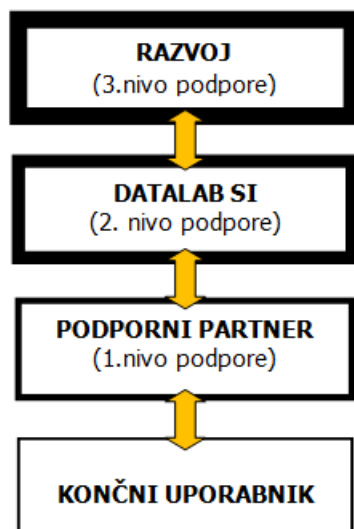 RAZVOJ
(3.nivo podpore)
DATALAB SI
(2. nivo podpore)
PODPORNI PARTNER
(1.nivo podpore)
KONČNI UPORABNIK